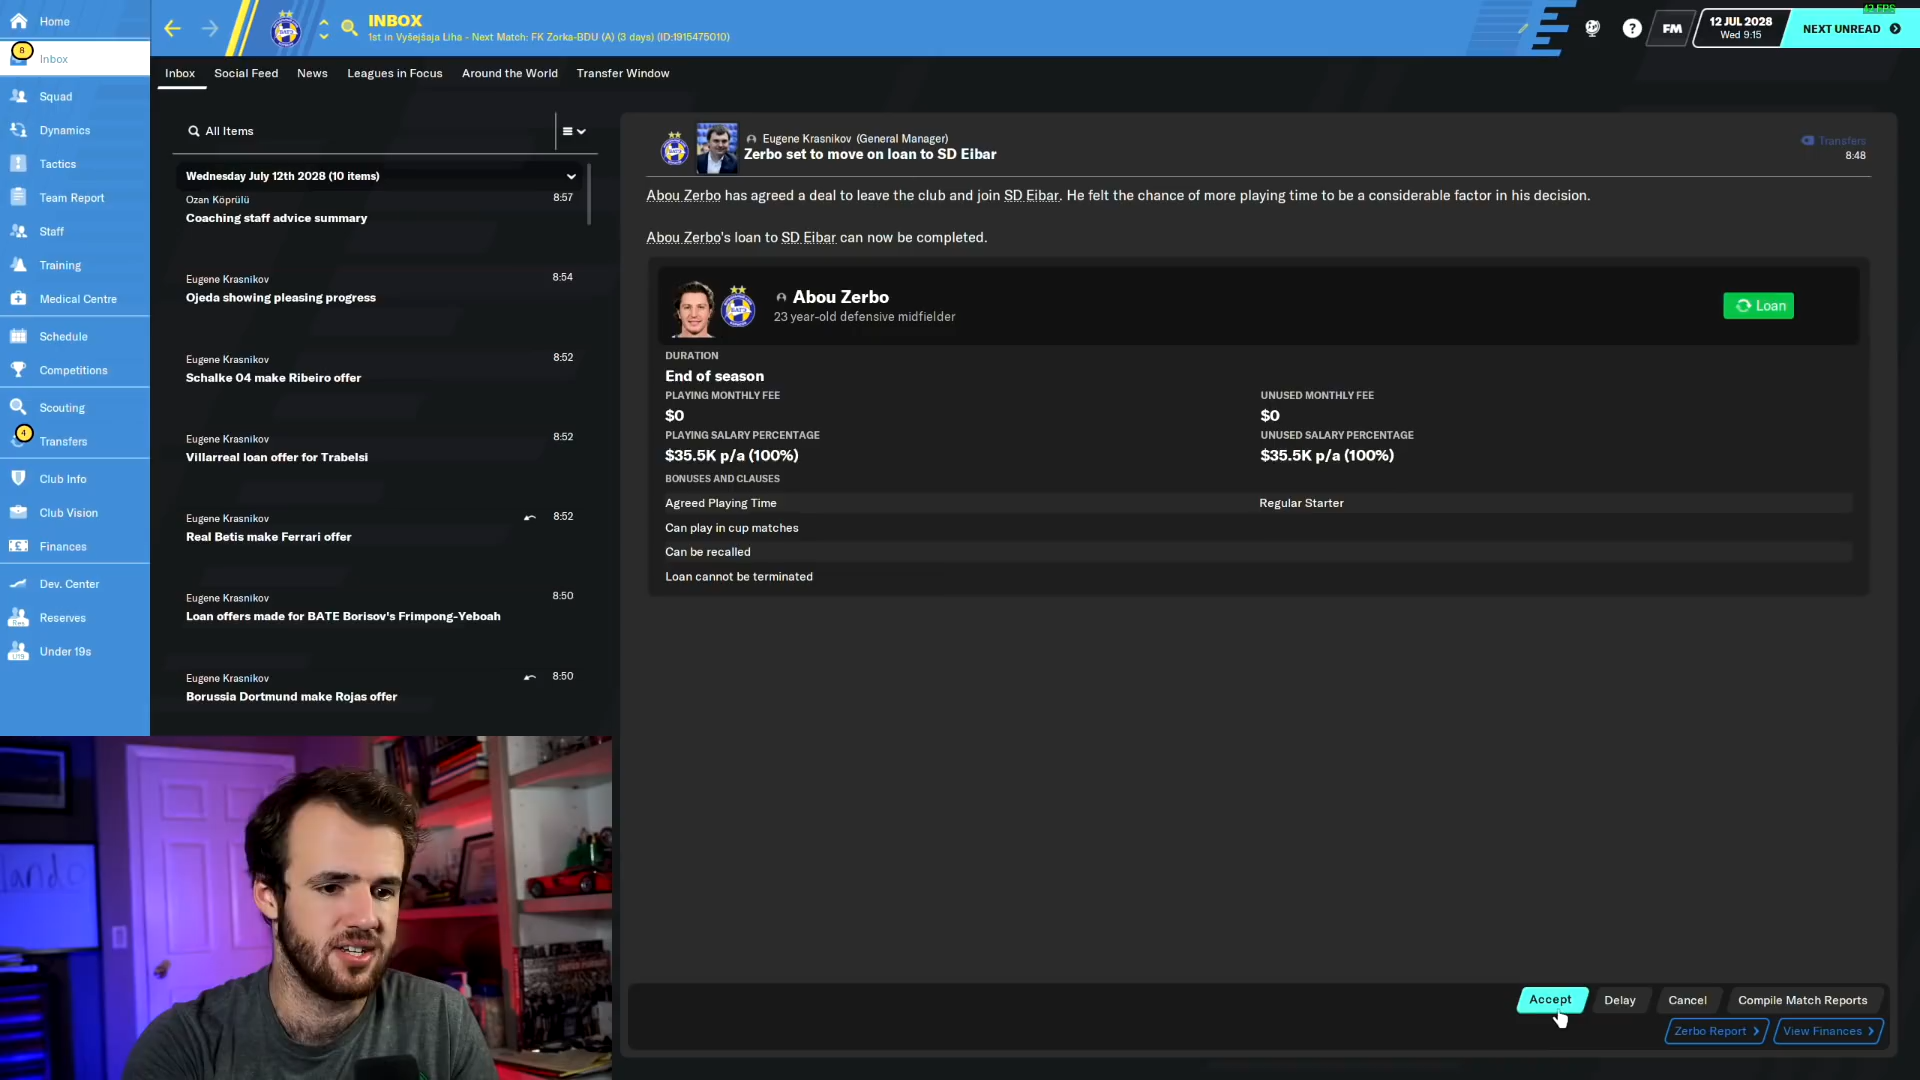 Home
8
Inbox
Squad
Dynamics
Tactics
Team Report
Staff
Training
Medical Centre
Schedule
Competitions
Scouting
4
Transfers
Club Info
Club Vision
Finances
Dev. Center
Reserves
Under 19s
INBOX
1st in Vyšejšaja Liha - Next Match: FK Zorka-BDU (A) (3 days) (ID:1915475010)
?
FM
12 JUL 2028
Wed 9:15
NEXT UNREAD
Inbox Social Feed News Leagues in Focus Around the World Transfer Window
All Items
Wednesday July 12th 2028 (10 items)
Ozan Köprülü 8:57
Coaching staff advice summary
Eugene Krasnikov 8:54
Ojeda showing pleasing progress
Eugene Krasnikov 8:52
Schalke 04 make Ribeiro offer
Eugene Krasnikov 8:52
Villarreal loan offer for Trabelsi
Eugene Krasnikov 8:52
Real Betis make Ferrari offer
Eugene Krasnikov 8:50
Loan offers made for BATE Borisov's Frimpong-Yeboah
Eugene Krasnikov 8:50
Borussia Dortmund make Rojas offer
Eugene Krasnikov (General Manager)
Zerbo set to move on loan to SD Eibar
Transfers
8:48
Abou Zerbo has agreed a deal to leave the club and join SD Eibar. He felt the chance of more playing time to be a considerable factor in his decision.
Abou Zerbo's loan to SD Eibar can now be completed.
Abou Zerbo
23 year-old defensive midfielder
Loan
DURATION
End of season
PLAYING MONTHLY FEE UNUSED MONTHLY FEE
$0 $0
PLAYING SALARY PERCENTAGE UNUSED SALARY PERCENTAGE
$35.5K p/a (100%) $35.5K p/a (100%)
BONUSES AND CLAUSES
Agreed Playing Time Regular Starter
Can play in cup matches
Can be recalled
Loan cannot be terminated
Accept Delay Cancel Compile Match Reports
Zerbo Report View Finances